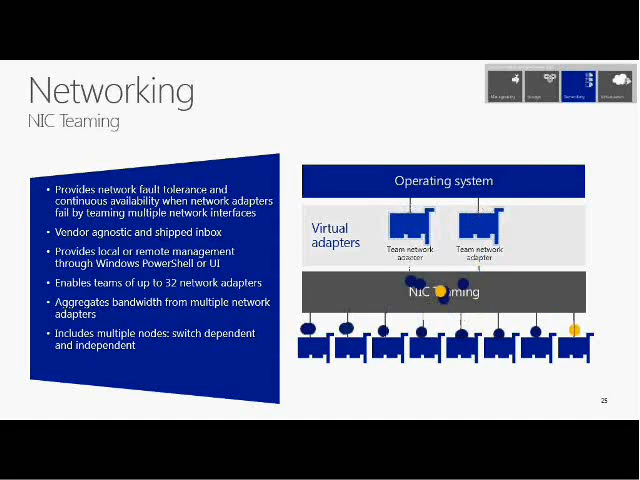 Networking
NIC Teaming
Networking
• Provides network fault tolerance and
continuous availability when network adapters
fail by teaming multiple network interfaces
• Vendor agnostic and shipped inbox
• Provides local or remote management
through Windows PowerShell or UI
• Enables teams of up to 32 network adapters
• Aggregates bandwidth from multiple network
adapters
• Includes multiple nodes: switch dependent
and independent
Operating system
Virtual
adapters
Team network
adapter
Team network
adapter
NIC Teaming
25